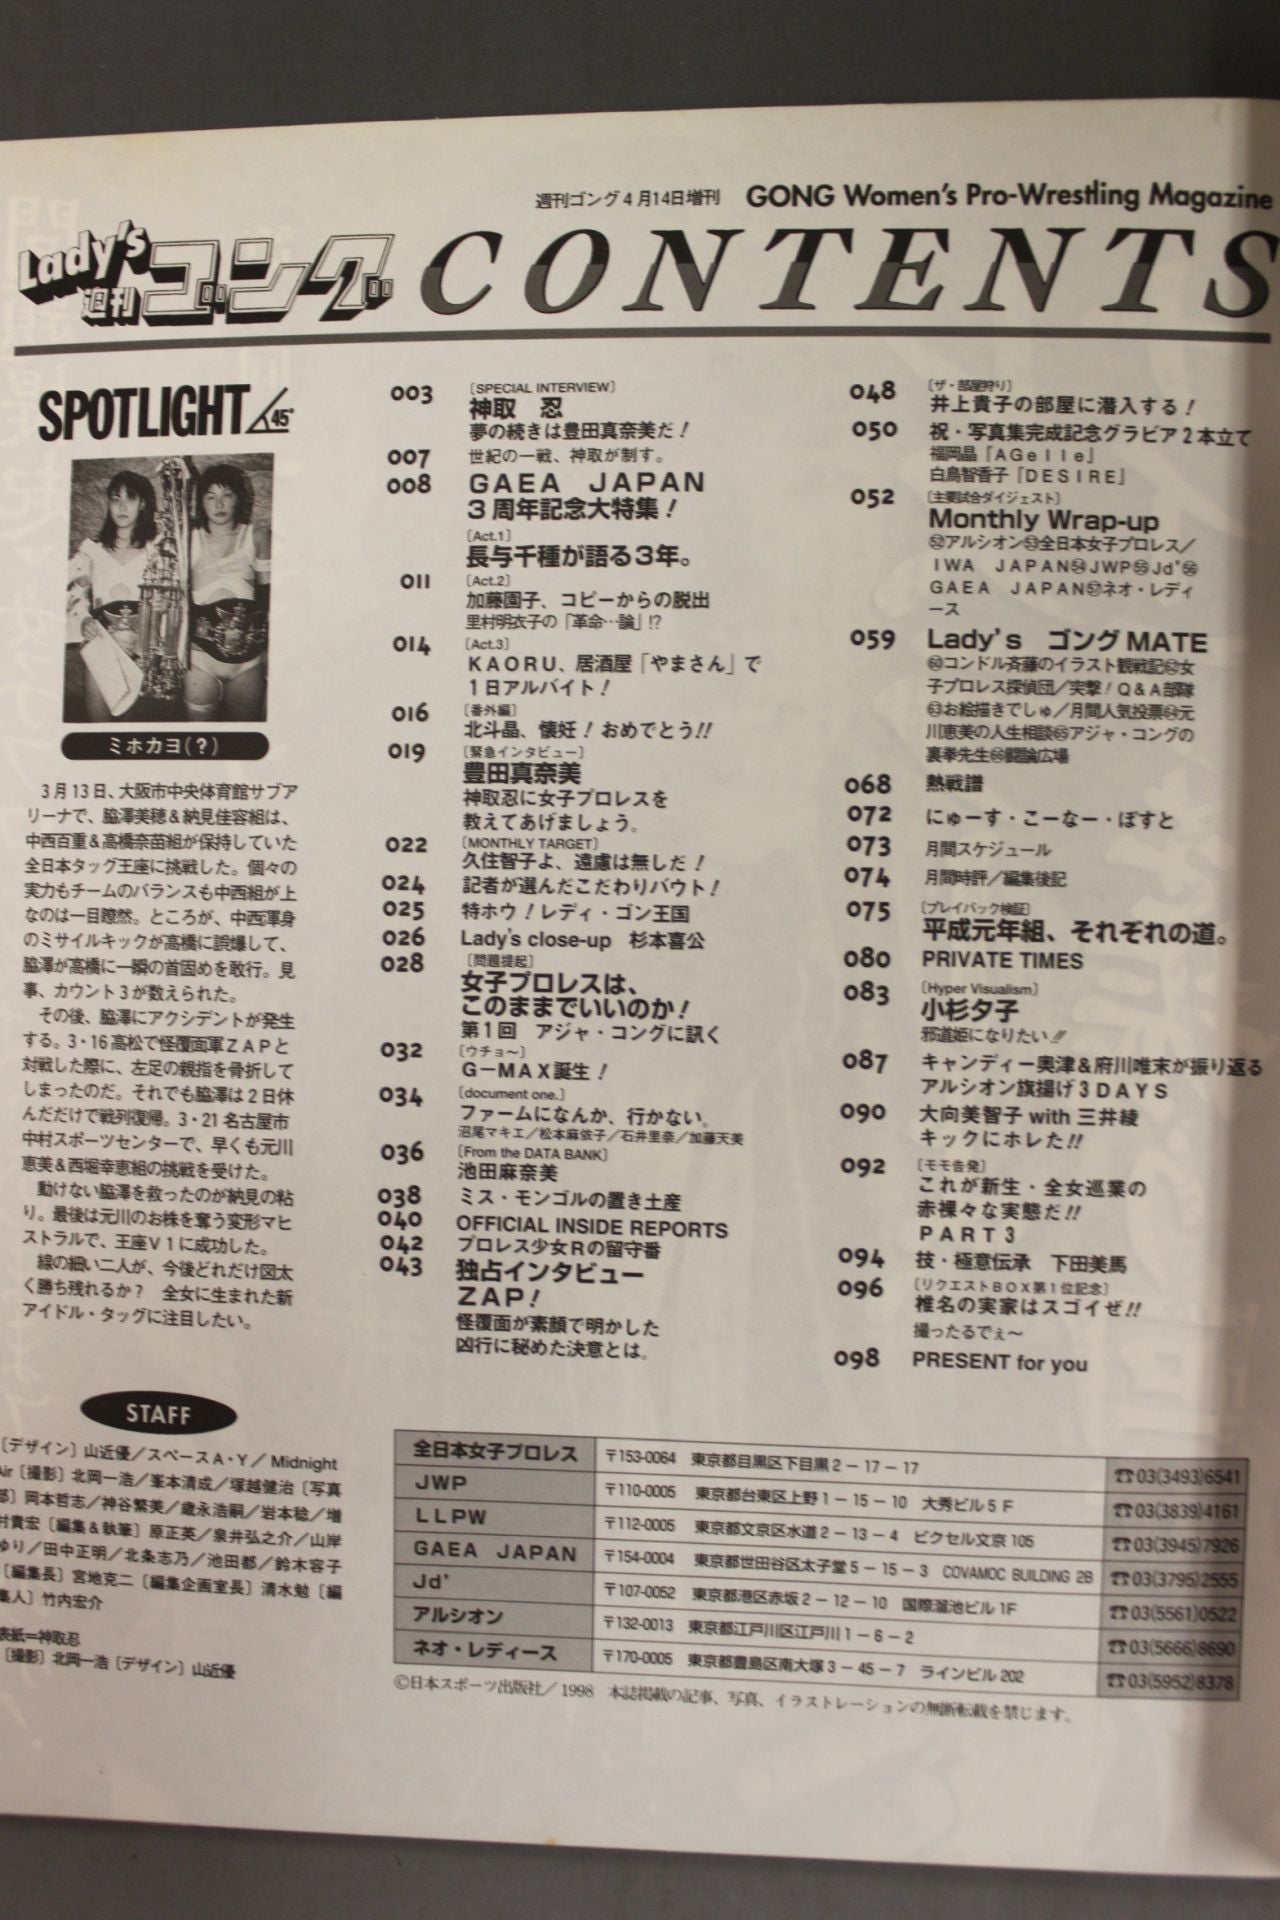 週刊ゴング4月14日増刊 GONG Women's Pro-Wrestling Magazine
Lady's 週刊ゴング CONTENTS
SPOTLIGHT 45°
ミホカヨ(?)
3月13日、大阪市中央体育館サブア
リーナで、脇澤美穂&納見佳容組は、
中西百重&高橋奈苗組が保持していた
全日本タッグ王座に挑戦した。個々の
実力もチームのバランスも中西組が上
なのは一目瞭然。ところが、中西渾身
のミサイルキックが高橋に誤爆して、
脇澤が高橋に一瞬の首固めを敢行。見
事、カウント3が数えられた。
その後、脇澤にアクシデントが発生
する。3・16高松で怪覆面軍ZAPと
対戦した際に、左足の親指を骨折して
しまったのだ。それでも脇澤は2日休
んだだけで戦列復帰。3・21名古屋市
中村スポーツセンターで、早くも元川
恵美&西堀幸恵組の挑戦を受けた。
動けない脇澤を救ったのが納見の粘
り。最後は元川のお株を奪う変形マヒ
ストラルで、王座V1に成功した。
線の細い二人が、今後どれだけ図太
く勝ち残れるか? 全女に生まれた新
アイドル・タッグに注目したい。
003 〔SPECIAL INTERVIEW〕
神取 忍
夢の続きは豊田真奈美だ!
007 世紀の一戦、神取が制す。
008 GAEA JAPAN
3周年記念大特集!
〔Act.1〕
長与千種が語る3年。
011 〔Act.2〕
加藤園子、コピーからの脱出
里村明衣子の「革命…論」!?
014 〔Act.3〕
KAORU、居酒屋「やまさん」で
1日アルバイト!
016 〔番外編〕
北斗晶、懐妊!おめでとう!!
019 〔緊急インタビュー〕
豊田真奈美
神取忍に女子プロレスを
教えてあげましょう。
022 〔MONTHLY TARGET〕
久住智子よ、遠慮は無しだ!
024 記者が選んだこだわりバウト!
025 特ホウ!レディ・ゴン王国
026 Lady's close-up 杉本喜公
028 〔問題提起〕
女子プロレスは、
このままでいいのか!
第1回 アジャ・コングに訊く
032 〔ウチョ〜〕
G−MAX誕生!
034 〔document one.〕
ファームになんか、行かない。
沼尾マキエ/松本麻依子/石井里奈/加藤天美
036 〔From the DATA BANK〕
池田麻奈美
038 ミス・モンゴルの置き土産
040 OFFICIAL INSIDE REPORTS
042 プロレス少女Rの留守番
043 独占インタビュー
ZAP!
怪覆面が素顔で明かした
凶行に秘めた決意とは。
048 〔ザ・部屋狩り〕
井上貴子の部屋に潜入する!
050 祝・写真集完成記念グラビア2本立て
福岡晶『AGelle』
白鳥智香子『DESIRE』
052 〔主要試合ダイジェスト〕
Monthly Wrap-up
㊾アルシオン㊿全日本女子プロレス/
IWA JAPAN54JWP55Jd'56
GAEA JAPAN57ネオ・レディ
ース
059 Lady's ゴングMATE
60コンドル斉藤のイラスト観戦記62女
子プロレス探偵団/突撃!Q&A部隊
63お絵描きでしゅ/月間人気投票64元
川恵美の人生相談65アジャ・コングの
裏拳先生66闘論広場
068 熱戦譜
072 にゅーす・こーなー・ぽすと
073 月間スケジュール
074 月間時評/編集後記
075 〔プレイバック検証〕
平成元年組、それぞれの道。
080 PRIVATE TIMES
083 〔Hyper Visualism〕
小杉夕子
邪道姫になりたい!!
087 キャンディー奥津&府川唯未が振り返る
アルシオン旗揚げ3DAYS
090 大向美智子 with 三井綾
キックにホレた!!
092 〔モモ告発〕
これが新生・全女巡業の
赤裸々な実態だ!!
PART3
094 技・極意伝承 下田美馬
096 〔リクエストBOX第1位記念〕
椎名の実家はスゴイぜ!!
撮ったるでぇ〜
098 PRESENT for you
STAFF
〔デザイン〕山近優/スペースA・Y/Midnight
Air〔撮影〕北岡一浩/峯本清成/塚越健治〔写真
部〕岡本哲志/神谷繁美/歳永浩嗣/岩本稔/増
村貴宏〔編集&執筆〕原正英/泉井弘之介/山岸
ゆり/田中正明/北条志乃/池田都/鈴木容子
〔編集長〕宮地克二〔編集企画室長〕清水勉〔編
集人〕竹内宏介
表紙=神取忍
〔撮影〕北岡一浩〔デザイン〕山近優
全日本女子プロレス 〒153-0064 東京都目黒区下目黒2−17−17 ☎03(3493)6541
JWP 〒110-0005 東京都台東区上野1−15−10 大秀ビル5F ☎03(3839)4161
LLPW 〒112-0005 東京都文京区水道2−13−4 ビクセル文京105 ☎03(3945)7926
GAEA JAPAN 〒154-0004 東京都世田谷区太子堂5−15−3 COVAMOC BUILDING 2B ☎03(3795)2555
Jd' 〒107-0052 東京都港区赤坂2−12−10 国際溜池ビル1F ☎03(5561)0522
アルシオン 〒132-0013 東京都江戸川区江戸川1−6−2 ☎03(5666)8690
ネオ・レディース 〒170-0005 東京都豊島区南大塚3−45−7 ラインビル202 ☎03(5952)8378
©日本スポーツ出版社/1998 本誌掲載の記事、写真、イラストレーションの無断転載を禁じます。